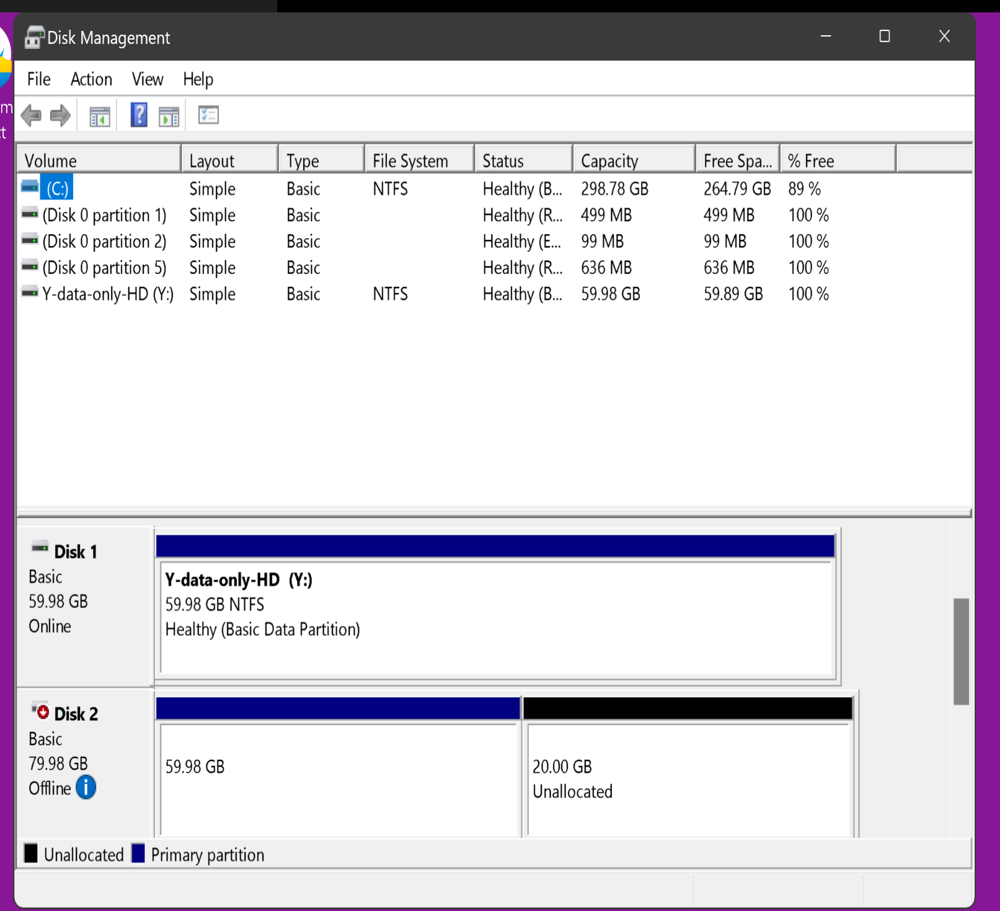 Disk Management
File Action View Help
m
ct
Volume Layout Type File System Status Capacity Free Spa... % Free
(C:) Simple Basic NTFS Healthy (B... 298.78 GB 264.79 GB 89 %
(Disk 0 partition 1) Simple Basic Healthy (R... 499 MB 499 MB 100 %
(Disk 0 partition 2) Simple Basic Healthy (E... 99 MB 99 MB 100 %
(Disk 0 partition 5) Simple Basic Healthy (R... 636 MB 636 MB 100 %
Y-data-only-HD (Y:) Simple Basic NTFS Healthy (B... 59.98 GB 59.89 GB 100 %
Disk 1
Basic
59.98 GB
Online
Y-data-only-HD (Y:)
59.98 GB NTFS
Healthy (Basic Data Partition)
Disk 2
Basic
79.98 GB
Offline
59.98 GB
20.00 GB
Unallocated
Unallocated Primary partition